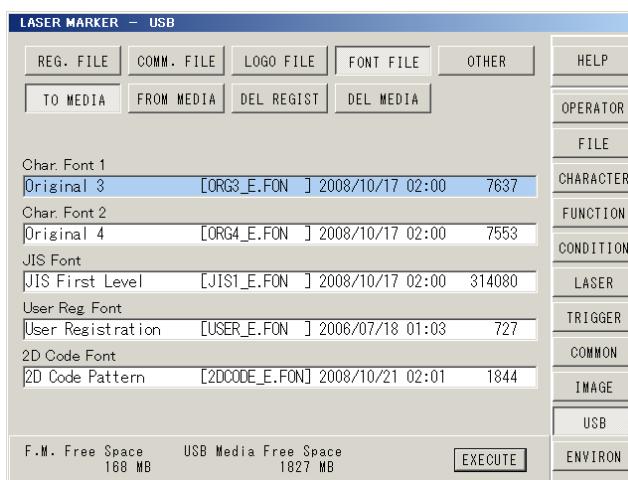 LASER MARKER － USB
REG. FILE COMM. FILE LOGO FILE FONT FILE OTHER
TO MEDIA FROM MEDIA DEL REGIST DEL MEDIA
Char. Font 1
Original 3 [ORG3_E.FON ] 2008/10/17 02:00 7637
Char. Font 2
Original 4 [ORG4_E.FON ] 2008/10/17 02:00 7553
JIS Font
JIS First Level [JIS1_E.FON ] 2008/10/17 02:00 314080
User Reg. Font
User Registration [USER_E.FON ] 2006/07/18 01:03 727
2D Code Font
2D Code Pattern [2DCODE_E.FON] 2008/10/21 02:01 1844
F.M. Free Space USB Media Free Space
168 MB 1827 MB
EXECUTE
HELP
OPERATOR
FILE
CHARACTER
FUNCTION
CONDITION
LASER
TRIGGER
COMMON
IMAGE
USB
ENVIRON